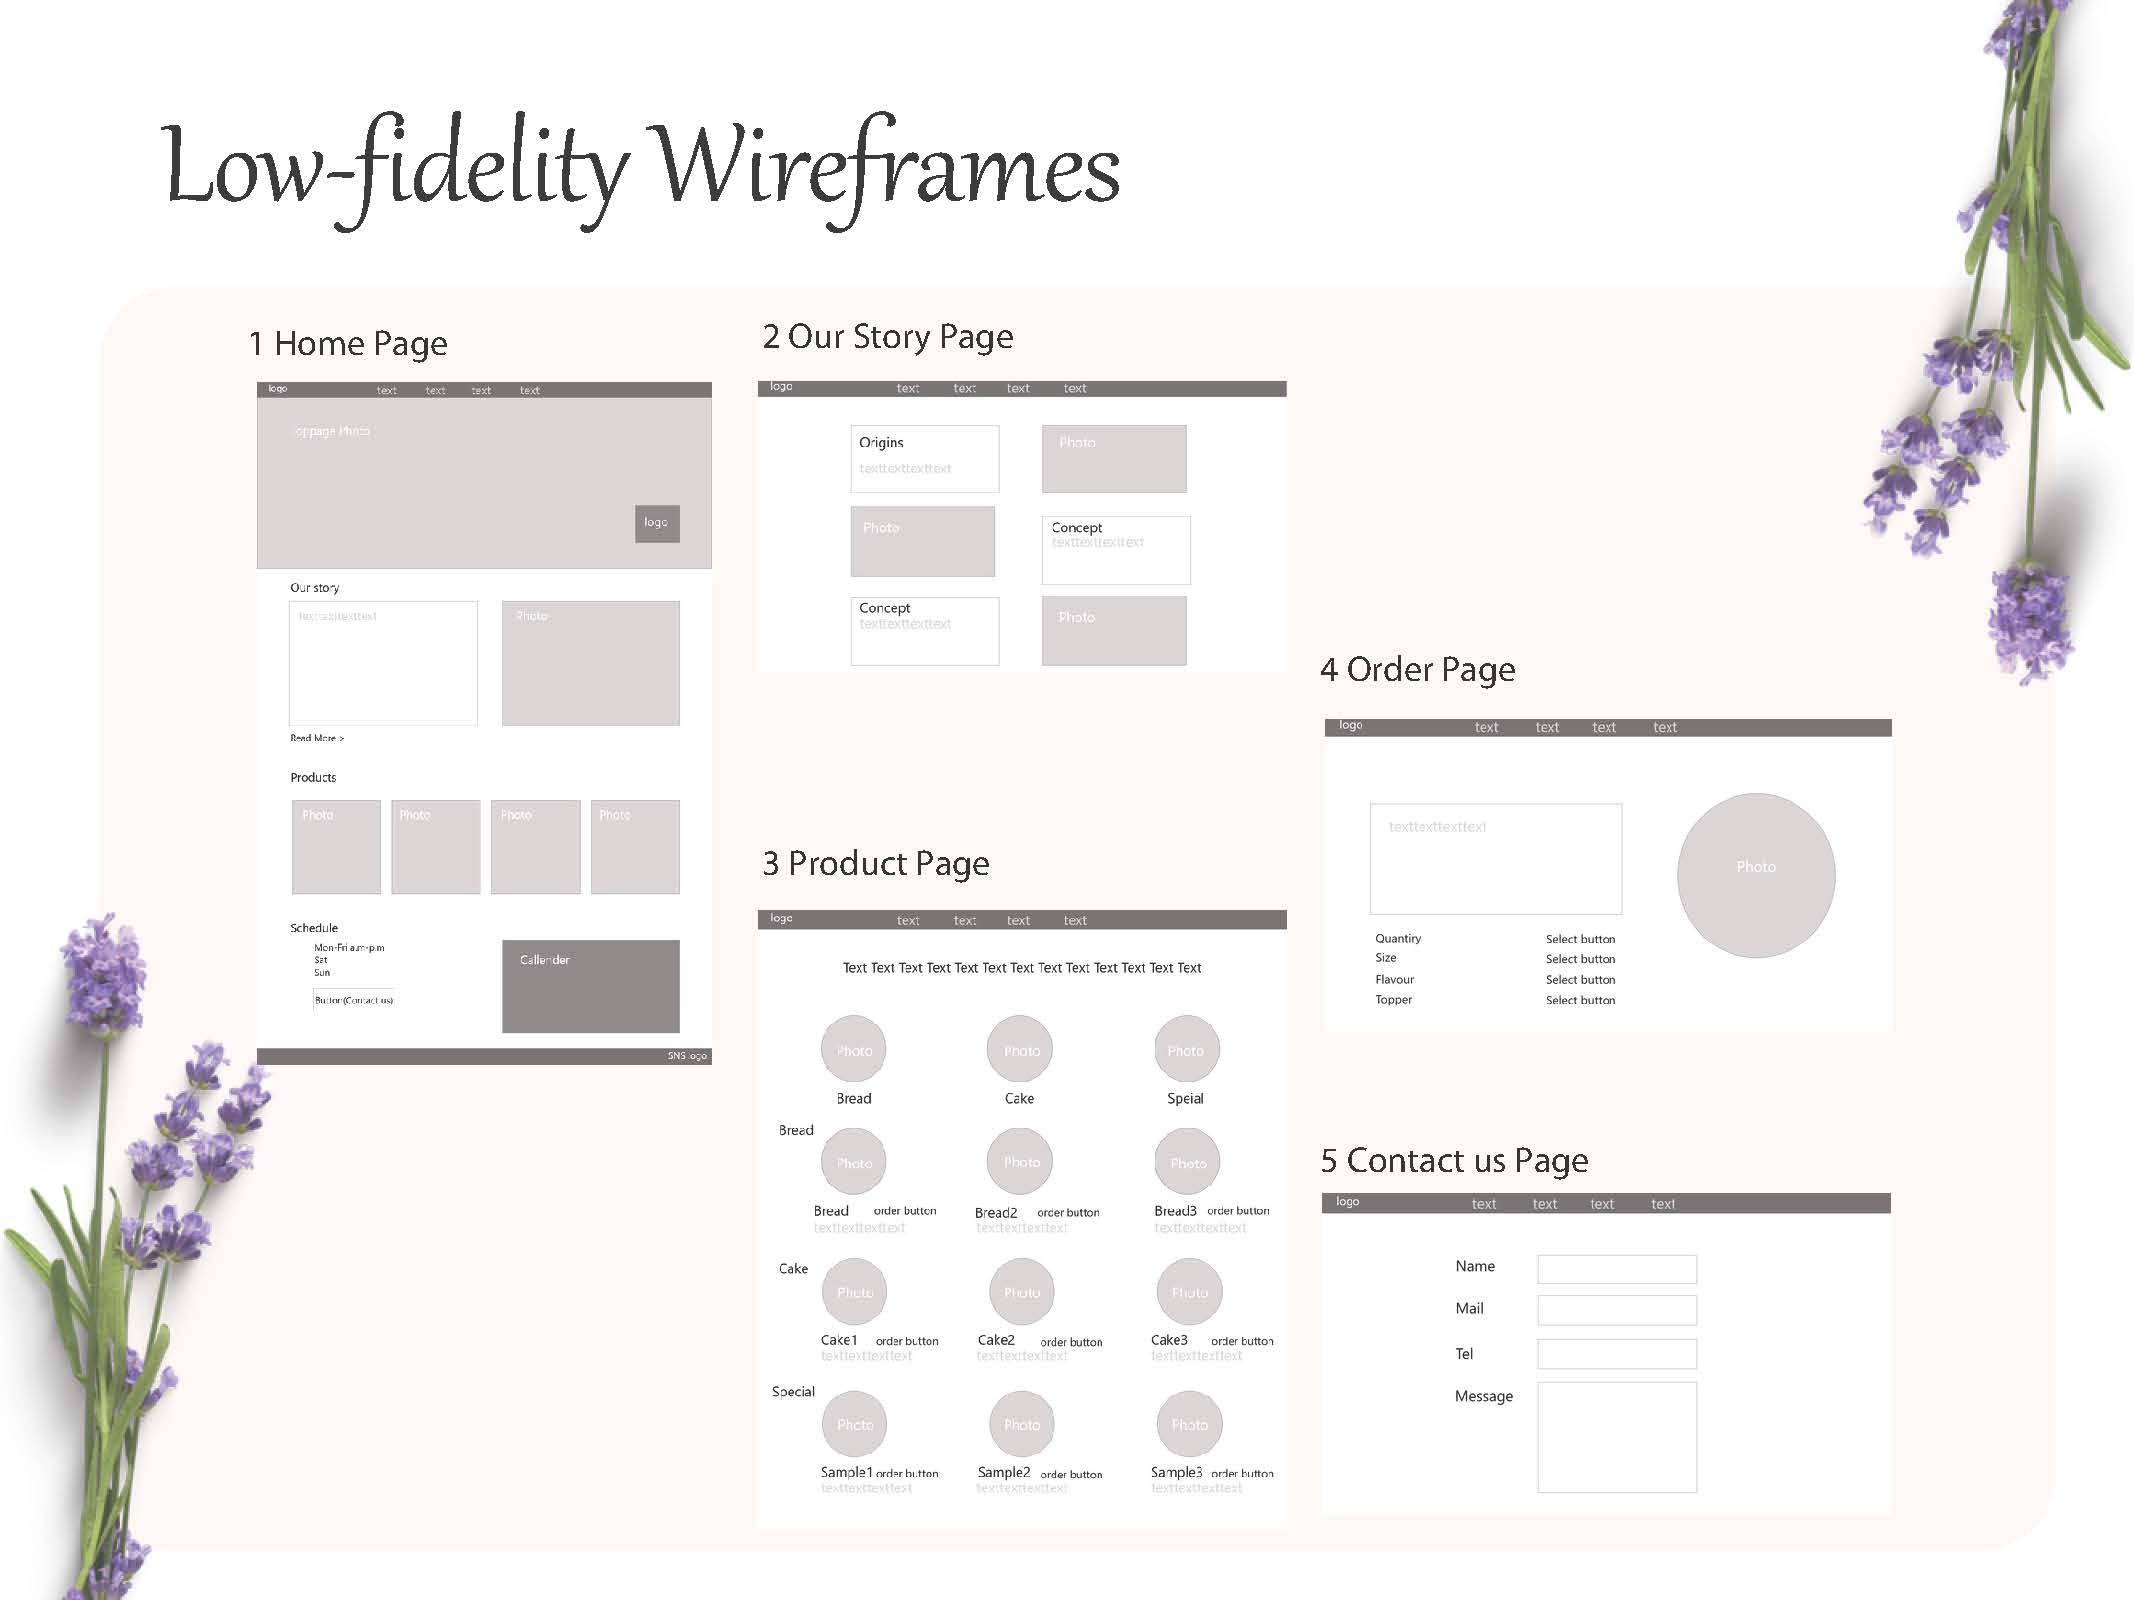 Low-fidelity Wireframes
1 Home Page
logo text text text text
oppage Photo
logo
Our story
texttexttexttext
Photo
Read More >
Products
Photo Photo Photo Photo
Schedule
Mon-Fri a.m-p.m
Sat
Sun
Button(Contact us)
Callender
SNS logo
2 Our Story Page
logo text text text text
Origins
texttexttexttext
Photo
Photo
Concept
texttexttexttext
Concept
texttexttexttext
Photo
3 Product Page
logo text text text text
Text Text Text Text Text Text Text Text Text Text Text Text Text
Photo Photo Photo
Bread Cake Speial
Bread
Photo Photo Photo
Bread order button Bread2 order button Bread3 order button
texttexttexttext texttexttexttext texttexttexttext
Cake
Photo Photo Photo
Cake1 order button Cake2 order button Cake3 order button
texttexttexttext texttexttexttext texttexttexttext
Special
Photo Photo Photo
Sample1 order button Sample2 order button Sample3 order button
texttexttexttext texttexttexttext texttexttexttext
4 Order Page
logo text text text text
texttexttexttext
Photo
Quantiry Select button
Size Select button
Flavour Select button
Topper Select button
5 Contact us Page
logo text text text text
Name
Mail
Tel
Message